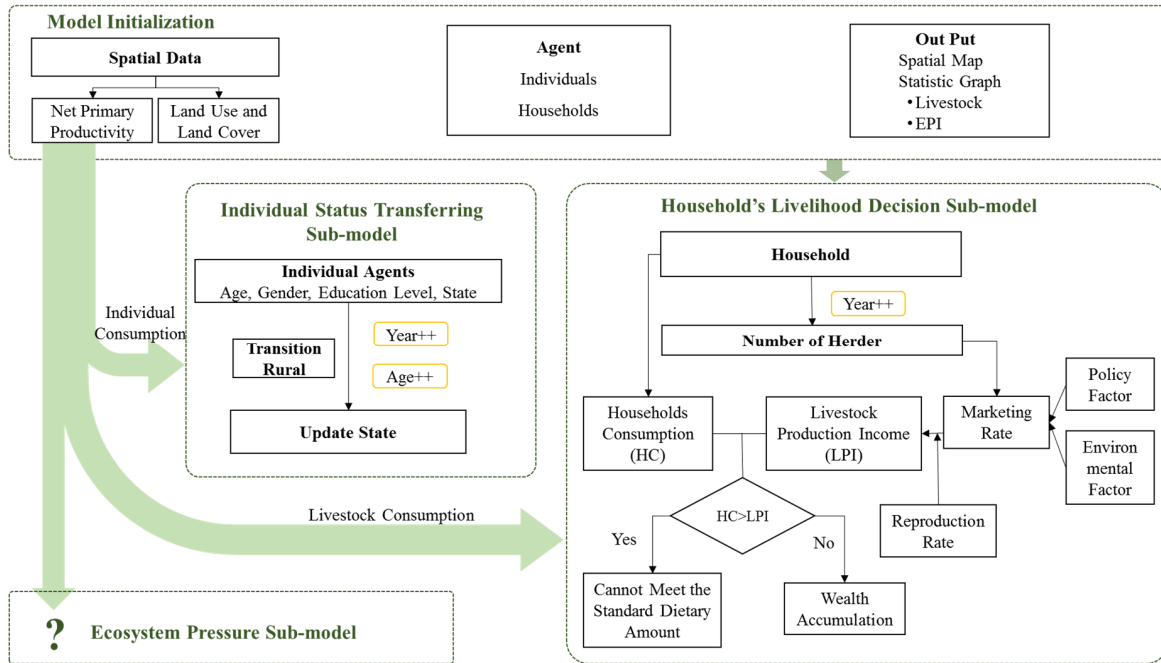 Model Initialization
Spatial Data
Net Primary
Productivity
Land Use and
Land Cover
Agent
Individuals
Households
Out Put
Spatial Map
Statistic Graph
• Livestock
• EPI
Individual Status Transferring
Sub-model
Individual Agents
Age, Gender, Education Level, State
Year++
Transition
Rural
Age++
Update State
Individual
Consumption
Livestock Consumption
? Ecosystem Pressure Sub-model
Household's Livelihood Decision Sub-model
Household
Year++
Number of Herder
Households
Consumption
(HC)
Livestock
Production Income
(LPI)
Marketing
Rate
Policy
Factor
Environ
mental
Factor
Reproduction
Rate
HC>LPI
Yes
No
Cannot Meet the
Standard Dietary
Amount
Wealth
Accumulation